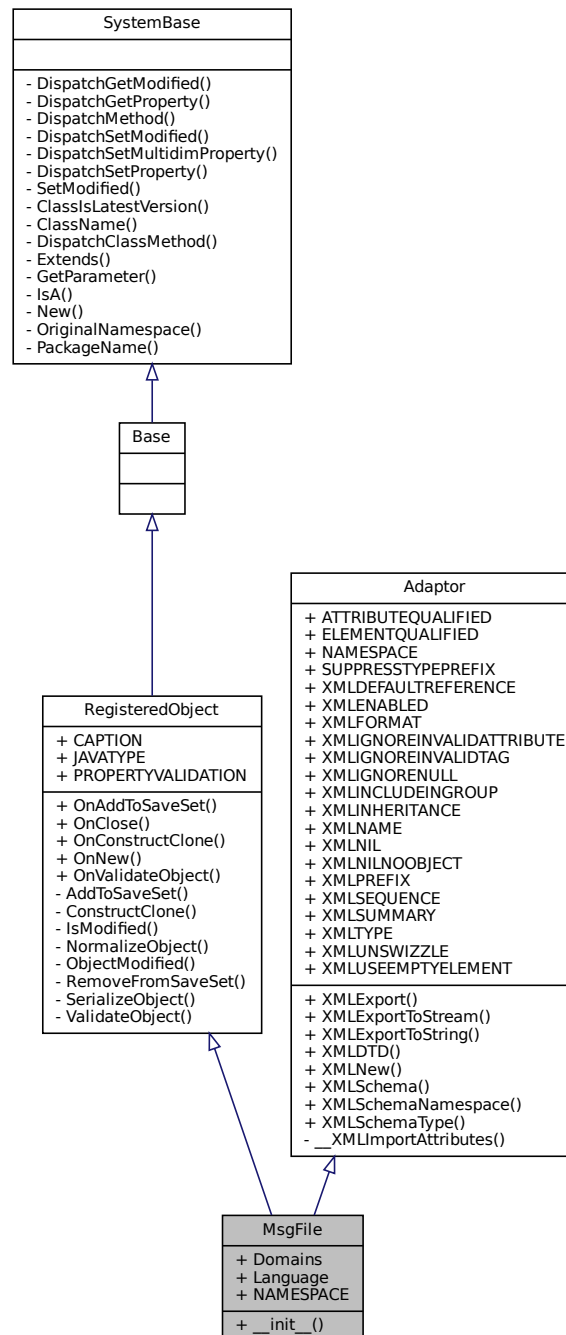 SystemBase
- DispatchGetModified()
- DispatchGetProperty()
- DispatchMethod()
- DispatchSetModified()
- DispatchSetMultidimProperty()
- DispatchSetProperty()
- SetModified()
- ClassIsLatestVersion()
- ClassName()
- DispatchClassMethod()
- Extends()
- GetParameter()
- IsA()
- New()
- OriginalNamespace()
- PackageName()
Base
RegisteredObject
+ CAPTION
+ JAVATYPE
+ PROPERTYVALIDATION
+ OnAddToSaveSet()
+ OnClose()
+ OnConstructClone()
+ OnNew()
+ OnValidateObject()
- AddToSaveSet()
- ConstructClone()
- IsModified()
- NormalizeObject()
- ObjectModified()
- RemoveFromSaveSet()
- SerializeObject()
- ValidateObject()
Adaptor
+ ATTRIBUTEQUALIFIED
+ ELEMENTQUALIFIED
+ NAMESPACE
+ SUPPRESSTYPEPREFIX
+ XMLDEFAULTREFERENCE
+ XMLENABLED
+ XMLFORMAT
+ XMLIGNOREINVALIDATTRIBUTE
+ XMLIGNOREINVALIDTAG
+ XMLIGNORENULL
+ XMLINCLUDEINGROUP
+ XMLINHERITANCE
+ XMLNAME
+ XMLNIL
+ XMLNILNOOBJECT
+ XMLPREFIX
+ XMLSEQUENCE
+ XMLSUMMARY
+ XMLTYPE
+ XMLUNSWIZZLE
+ XMLUSEEMPTYELEMENT
+ XMLExport()
+ XMLExportToStream()
+ XMLExportToString()
+ XMLDTD()
+ XMLNew()
+ XMLSchema()
+ XMLSchemaNamespace()
+ XMLSchemaType()
- __XMLImportAttributes()
MsgFile
+ Domains
+ Language
+ NAMESPACE
+ __init__()